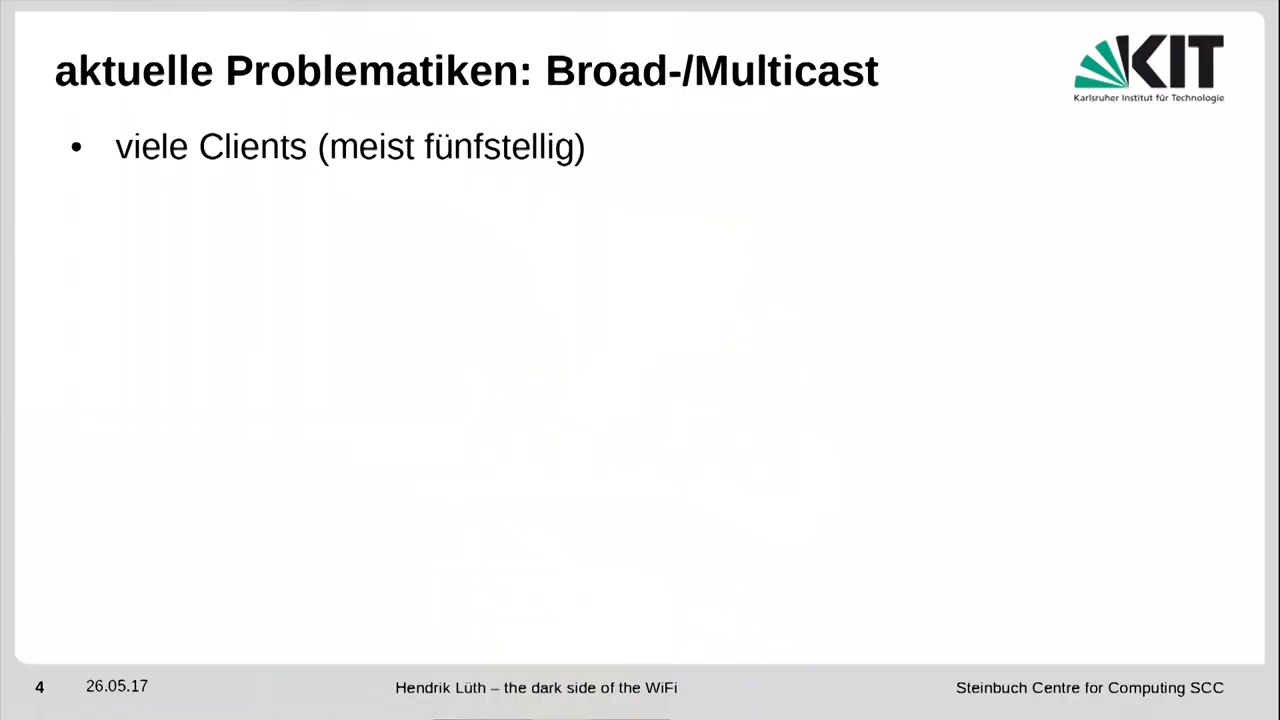 aktuelle Problematiken: Broad-/Multicast
KIT
Karlsruher Institut für Technologie
• viele Clients (meist fünfstellig)
4
26.05.17
Hendrik Lüth – the dark side of the WiFi
Steinbuch Centre for Computing SCC